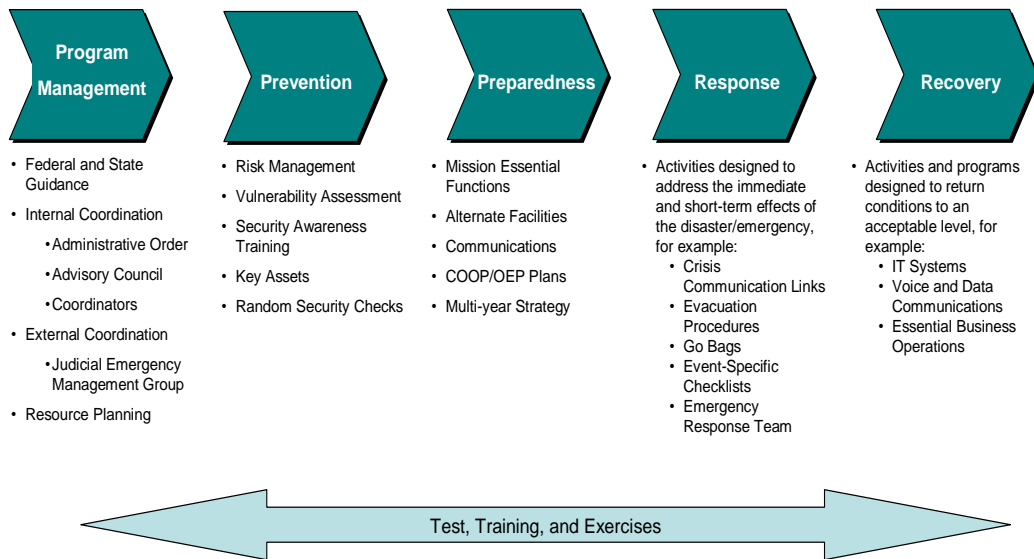 Program
Management
Prevention
Preparedness
Response
Recovery
• Federal and State
Guidance
• Internal Coordination
•Administrative Order
•Advisory Council
•Coordinators
• External Coordination
•Judicial Emergency
Management Group
• Resource Planning
• Risk Management
• Vulnerability Assessment
• Security Awareness
Training
• Key Assets
• Random Security Checks
• Mission Essential
Functions
• Alternate Facilities
• Communications
• COOP/OEP Plans
• Multi-year Strategy
• Activities designed to
address the immediate
and short-term effects of
the disaster/emergency,
for example:
• Crisis
Communication Links
• Evacuation
Procedures
• Go Bags
• Event-Specific
Checklists
• Emergency
Response Team
• Activities and programs
designed to return
conditions to an
acceptable level, for
example:
• IT Systems
• Voice and Data
Communications
• Essential Business
Operations
Test, Training, and Exercises